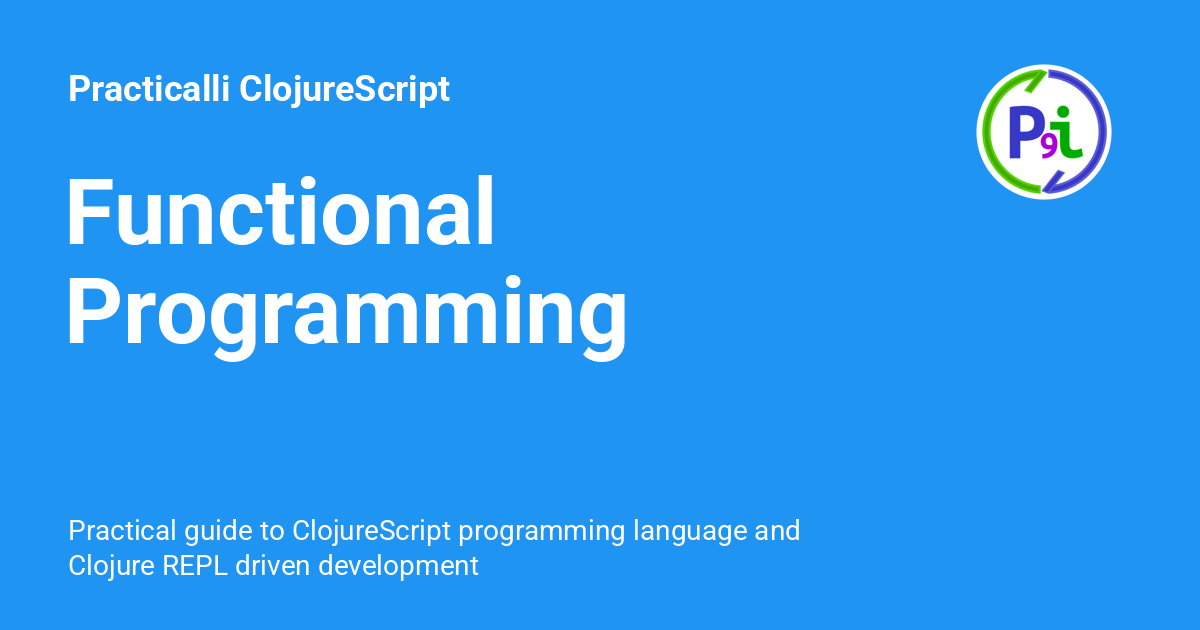 Practicalli ClojureScript
P9i
Functional
Programming
Practical guide to ClojureScript programming language and
Clojure REPL driven development